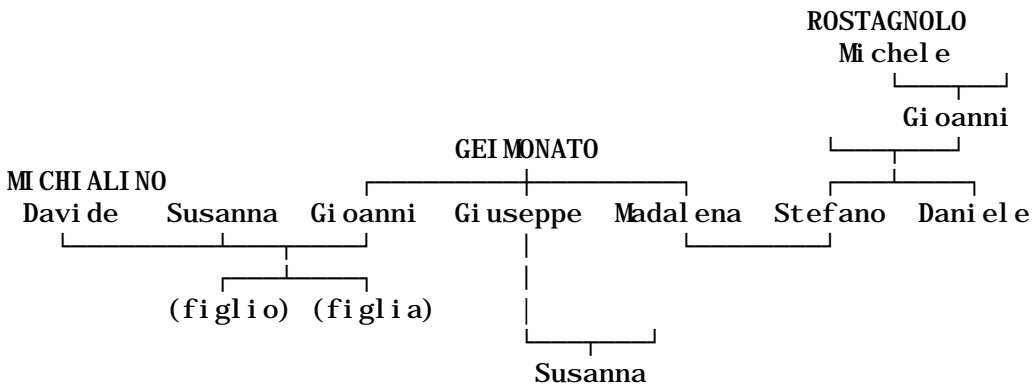 ROSTAGNOLO
Michele
Gioanni
GEIMONATO
MICHIALINO
Davide Susanna Gioanni Giuseppe Madalena Stefano Daniele
(figlio) (figlia)
Susanna